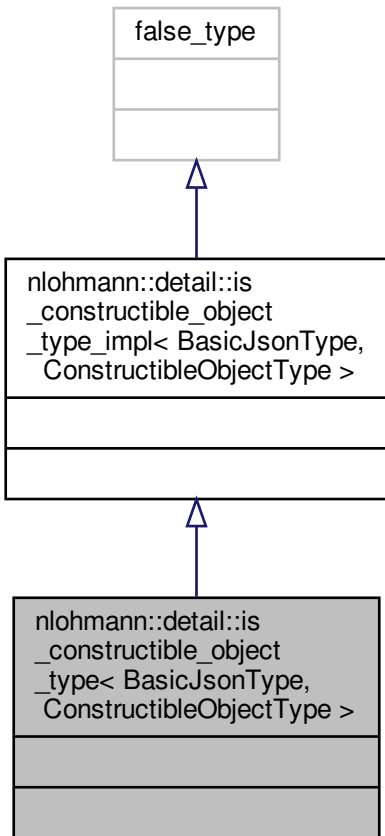 false_type
nlohmann::detail::is
_constructible_object
_type_impl< BasicJsonType,
ConstructibleObjectType >
nlohmann::detail::is
_constructible_object
_type< BasicJsonType,
ConstructibleObjectType >